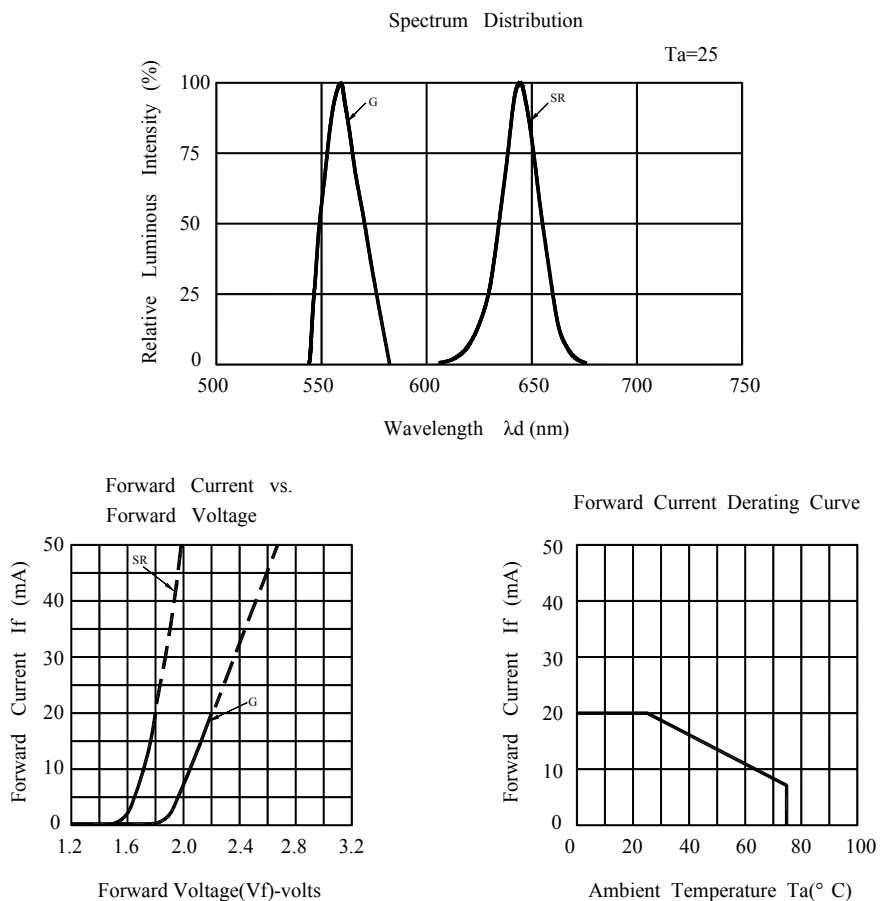 Spectrum Distribution
Ta=25
Relative Luminous Intensity (%)
100
75
50
25
0
G
SR
500 550 600 650 700 750
Wavelength λd (nm)
Forward Current vs.
Forward Voltage
Forward Current If (mA)
50
40
30
20
10
0
SR
G
1.2 1.6 2.0 2.4 2.8 3.2
Forward Voltage(Vf)-volts
Forward Current Derating Curve
Forward Current If (mA)
50
40
30
20
10
0
0 20 40 60 80 100
Ambient Temperature Ta(° C)